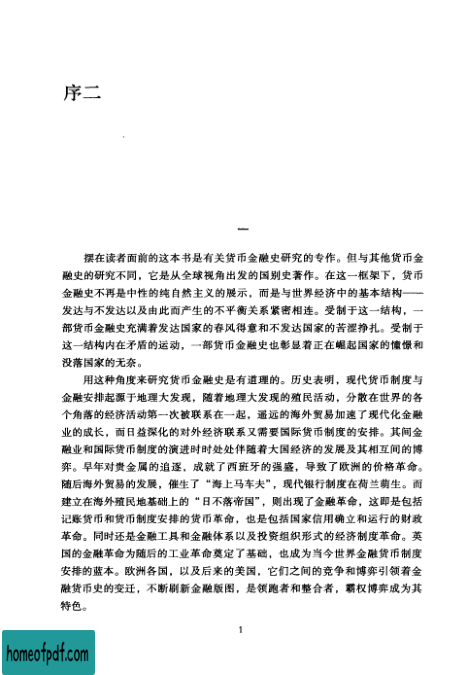 序二
一
摆在读者面前的这本书是有关货币金融史研究的专作。但与其他货币金
融史的研究不同，它是从全球视角出发的国别史著作。在这一框架下，货币
金融史不再是中性的纯自然主义的展示，而是与世界经济中的基本结构——
发达与不发达以及由此而产生的不平衡关系紧密相连。受制于这一结构，一
部货币金融史充满着发达国家的春风得意和不发达国家的苦涩挣扎。受制于
这一结构内在矛盾的运动，一部货币金融史也彰显着正在崛起国家的憧憬和
没落国家的无奈。
用这种角度来研究货币金融史是有道理的。历史表明，现代货币制度与
金融安排起源于地理大发现，随着地理大发现的殖民活动，分散在世界的各
个角落的经济活动第一次被联系在一起，遥远的海外贸易加速了现代化金融
业的成长，而日益深化的对外经济联系又需要国际货币制度的安排。其间金
融业和国际货币制度的演进时时处处伴随着大国经济的发展及其相互间的博
弈。早年对贵金属的追逐，成就了西班牙的强盛，导致了欧洲的价格革命。
随后海外贸易的发展，催生了“海上马车夫”，现代银行制度在荷兰萌生。而
建立在海外殖民地基础上的“日不落帝国”，则出现了金融革命，这即是包括
记账货币和货币制度安排的货币革命，也是包括国家信用确立和运行的财政
革命。同时还是金融工具和金融体系以及投资组织形式的经济制度革命。英
国的金融革命为随后的工业革命奠定了基础，也成为当今世界金融货币制度
安排的蓝本。欧洲各国，以及后来的美国，它们之间的竞争和博弈引领着金
融货币史的变迁，不断刷新金融版图，是领跑者和整合者，霸权博弈成为其
特色。
1
homeofpdf.com